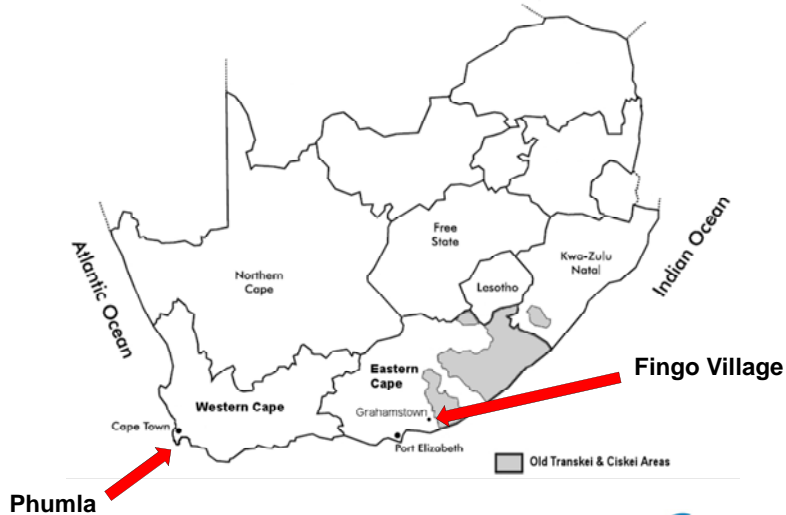 Free
State
Kwa-Zulu
Natal
Indian Ocean
Atlantic Ocean
Northern
Cape
Lasotho
Fingo Village
Eastern
Cape
Western Cape
Grahamstown
Cape Town
Port Elizabeth
Old Transkei & Ciskei Areas
Phumla